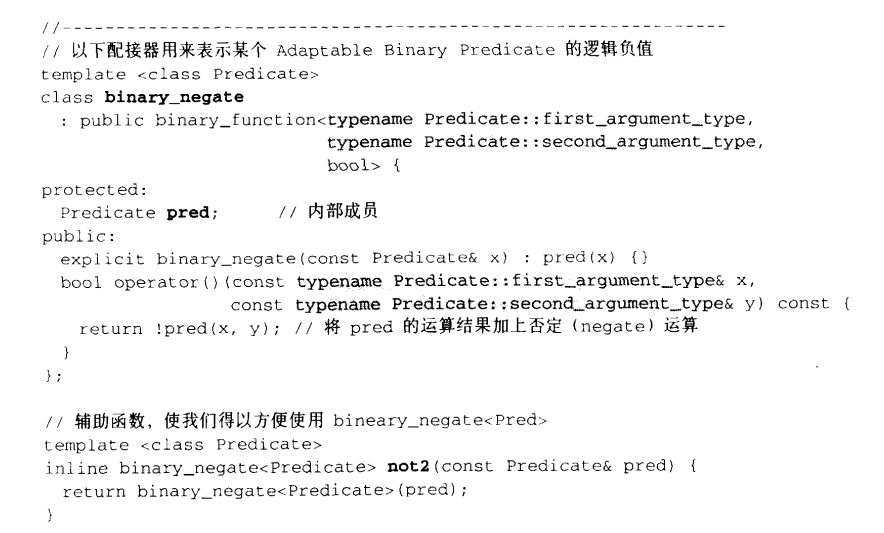 //--------------------------------------------------------------
// 以下配接器用来表示某个 Adaptable Binary Predicate 的逻辑负值
template <class Predicate>
class binary_negate
  : public binary_function<typename Predicate::first_argument_type,
                           typename Predicate::second_argument_type,
                           bool> {
protected:
  Predicate pred;      // 内部成员
public:
  explicit binary_negate(const Predicate& x) : pred(x) {}
  bool operator()(const typename Predicate::first_argument_type& x,
                  const typename Predicate::second_argument_type& y) const {
    return !pred(x, y); // 将 pred 的运算结果加上否定 (negate) 运算
  }
};
// 辅助函数，使我们得以方便使用 bineary_negate<Pred>
template <class Predicate>
inline binary_negate<Predicate> not2(const Predicate& pred) {
  return binary_negate<Predicate>(pred);
}